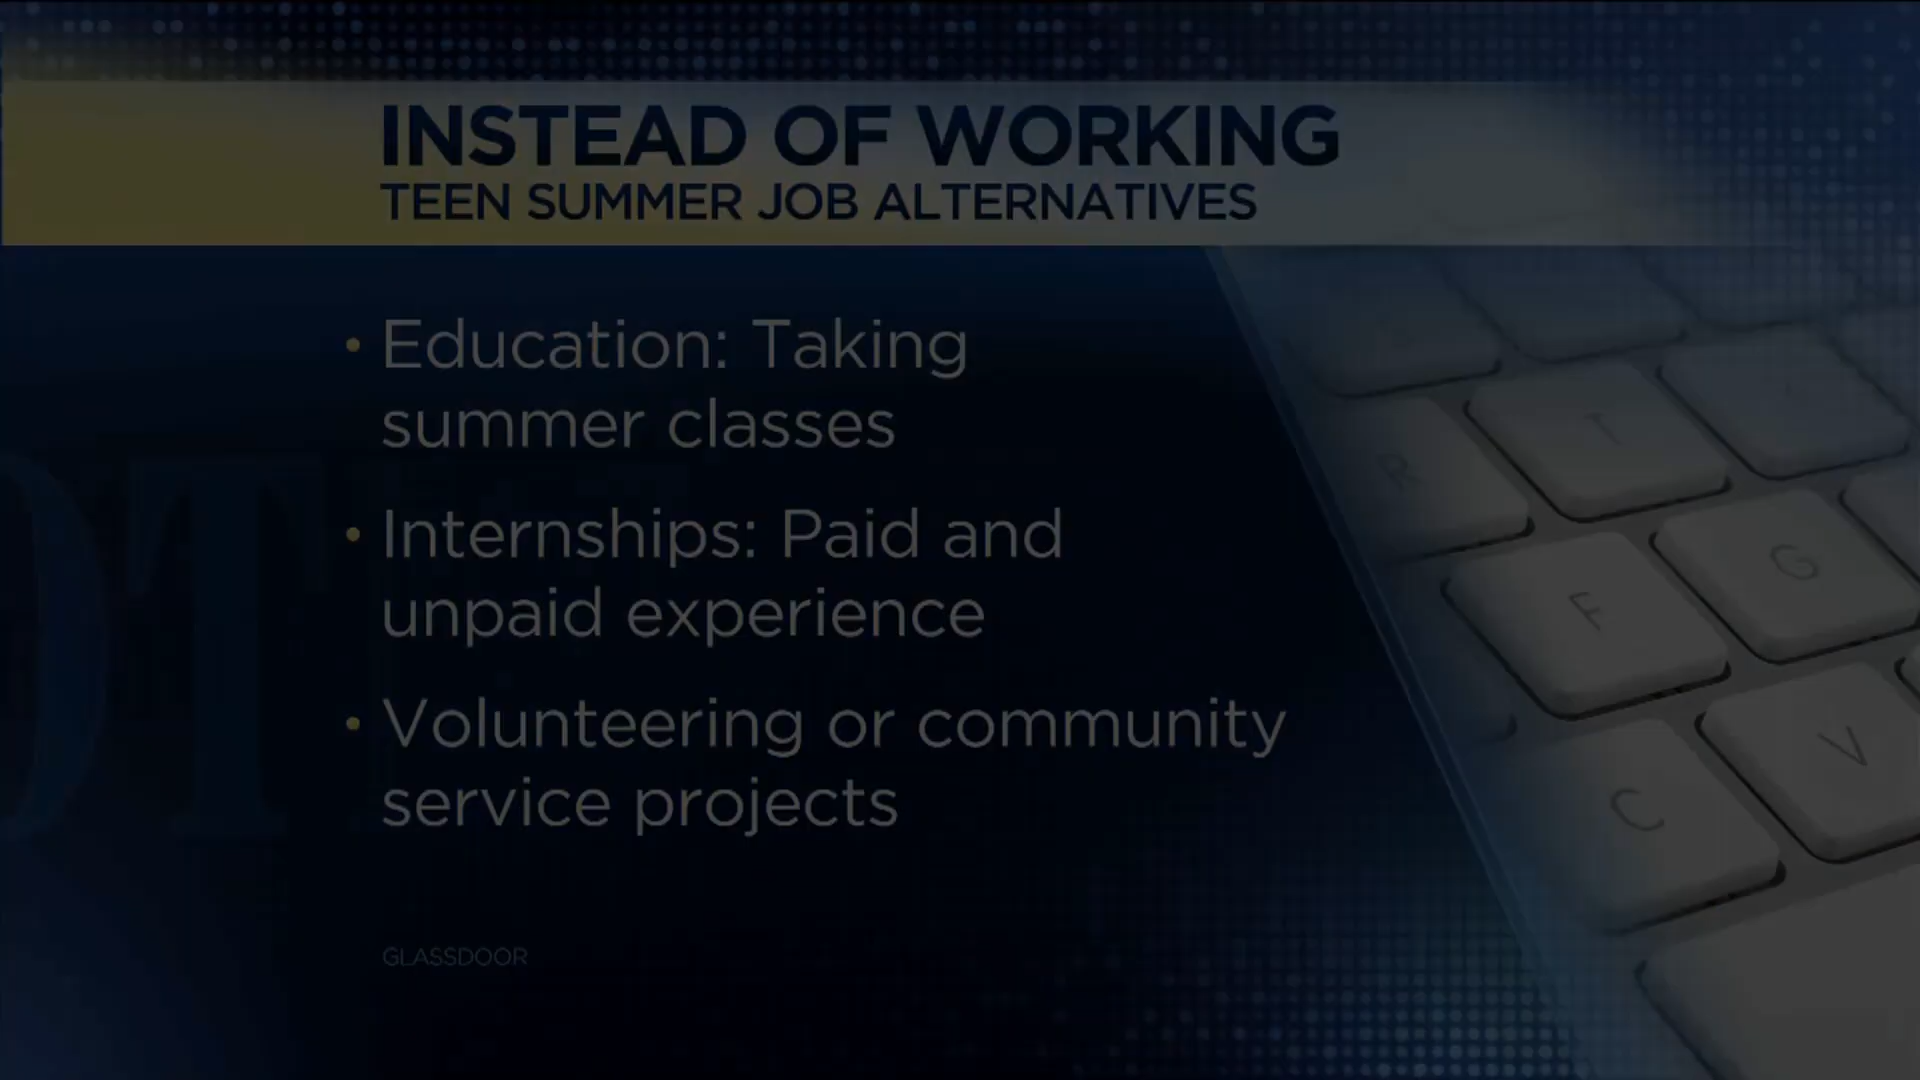 INSTEAD OF WORKING
TEEN SUMMER JOB ALTERNATIVES
• Education: Taking
summer classes
• Internships: Paid and
unpaid experience
• Volunteering or community
service projects
GLASSDOOR
R
T
F
G
C
V